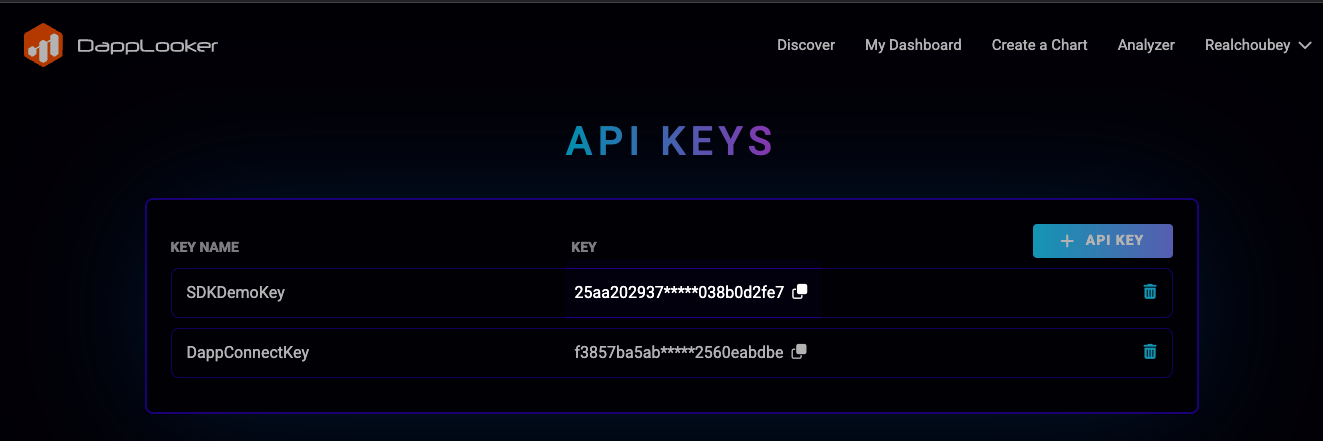 DappLooker
Discover My Dashboard Create a Chart Analyzer Realchoubey
API KEYS
KEY NAME KEY + API KEY
SDKDemoKey 25aa202937*****038b0d2fe7
DappConnectKey f3857ba5ab*****2560eabdbe